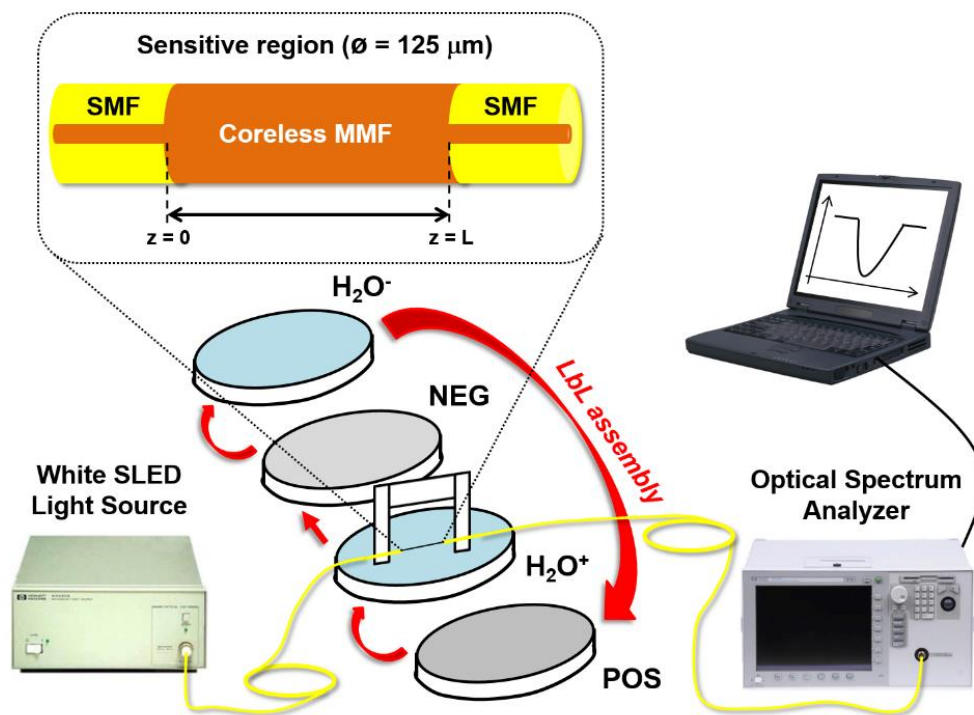 Sensitive region (ø = 125 μm)
SMF
SMF
Coreless MMF
z = 0
z = L
H₂O⁻
NEG
LbL assembly
White SLED
Light Source
Optical Spectrum
Analyzer
H₂O⁺
POS